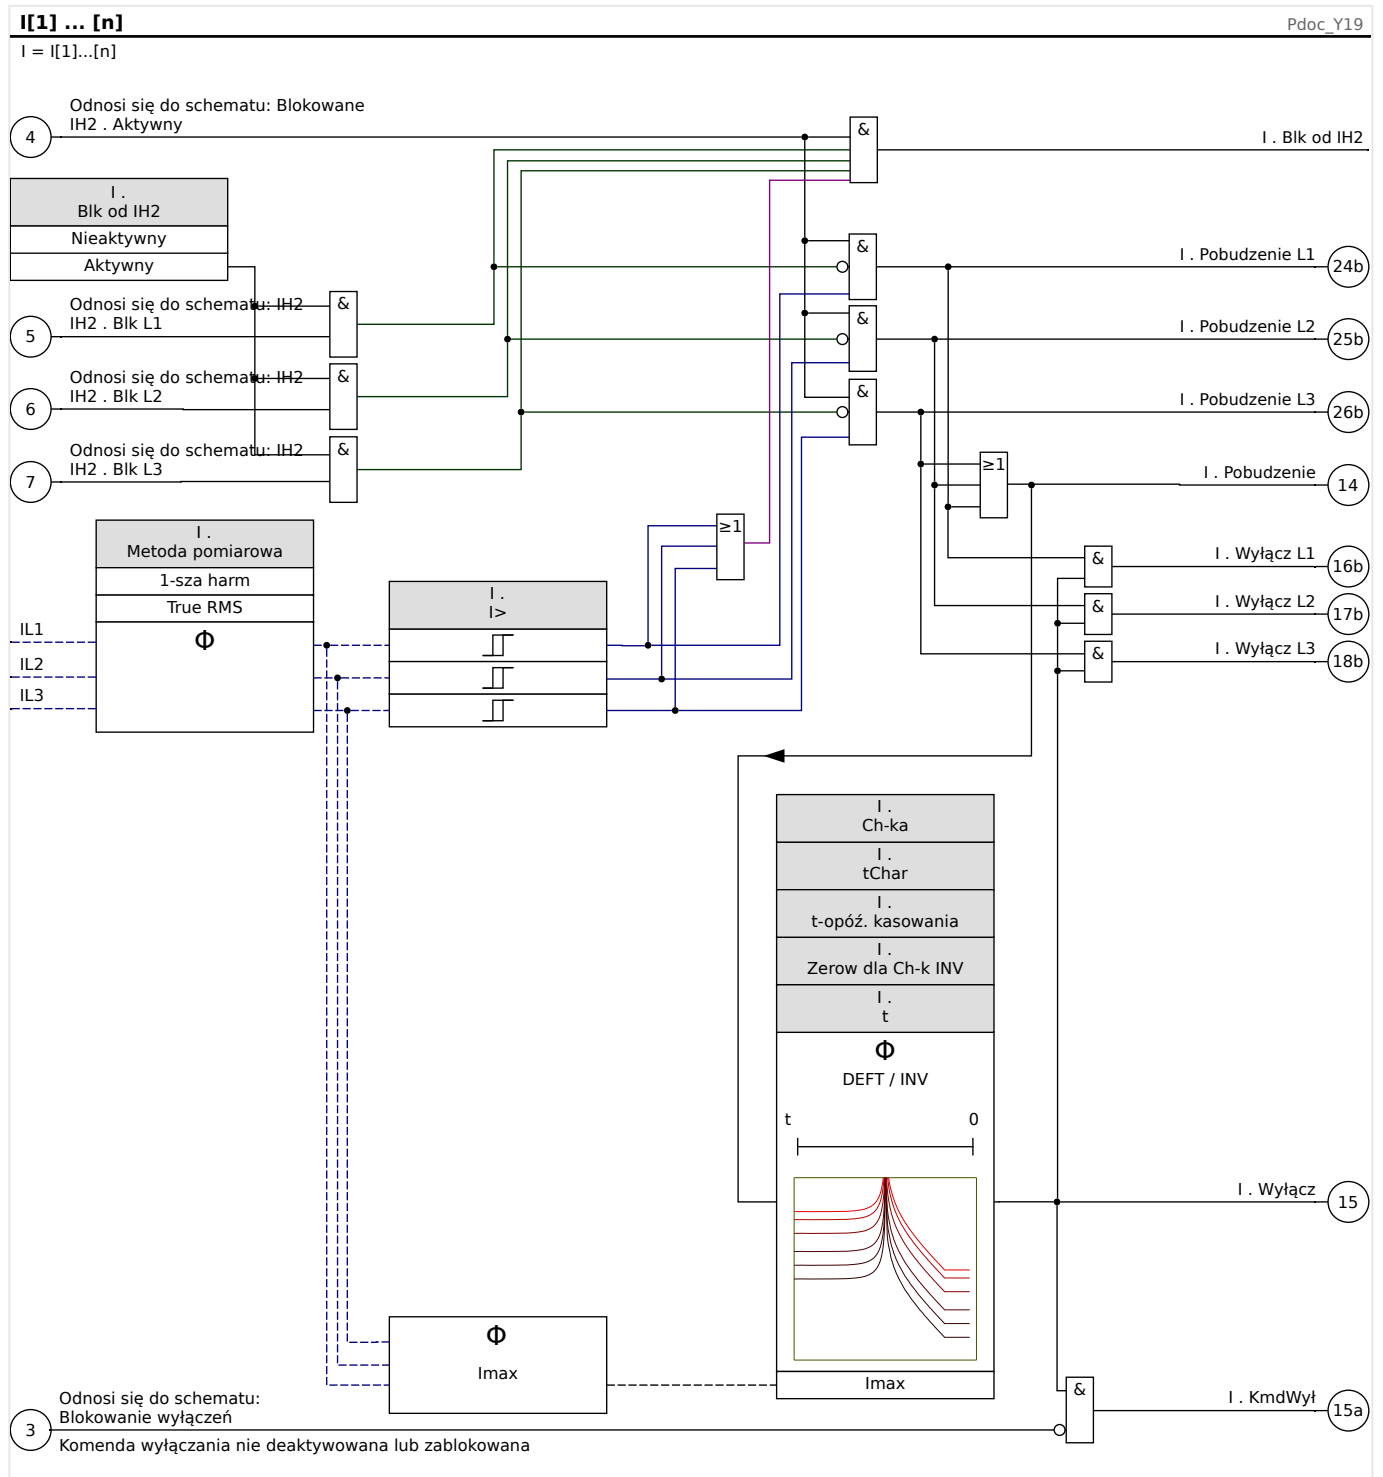 I[1] ... [n]
Pdoc_Y19
I = I[1]...[n]
Odnosi się do schematu: Blokowane
4
IH2 . Aktywny
&
I . Blk od IH2
I .
Blk od IH2
Nieaktywny
Aktywny
&
I . Pobudzenie L1
24b
Odnosi się do schematu: IH2
5
IH2 . Blk L1
&
&
I . Pobudzenie L2
25b
Odnosi się do schematu: IH2
6
IH2 . Blk L2
&
&
I . Pobudzenie L3
26b
Odnosi się do schematu: IH2
7
IH2 . Blk L3
&
≥1
I . Pobudzenie
14
I .
Metoda pomiarowa
1-sza harm
True RMS
Φ
IL1
IL2
IL3
≥1
I .
I>
&
I . Wyłącz L1
16b
&
I . Wyłącz L2
17b
&
I . Wyłącz L3
18b
I .
Ch-ka
I .
tChar
I .
t-opóź. kasowania
I .
Zerow dla Ch-k INV
I .
t
Φ
DEFT / INV
t
0
I . Wyłącz
15
Φ
Imax
Imax
Odnosi się do schematu:
Blokowanie wyłączeń
3
Komenda wyłączania nie deaktywowana lub zablokowana
&
I . KmdWył
15a